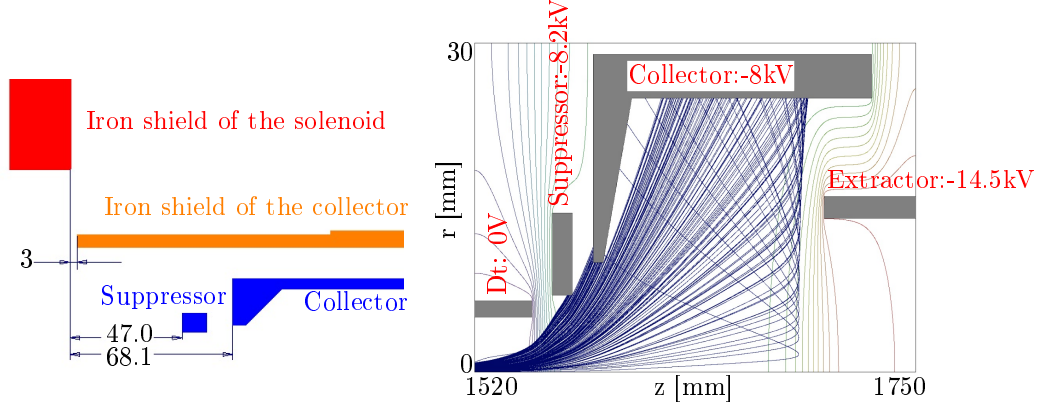 Iron shield of the solenoid
Iron shield of the collector
3
Suppressor
Collector
47.0
68.1
30
r [mm]
0
1520
z [mm]
1750
Dt: 0V
Suppressor:-8.2kV
Collector:-8kV
Extractor:-14.5kV